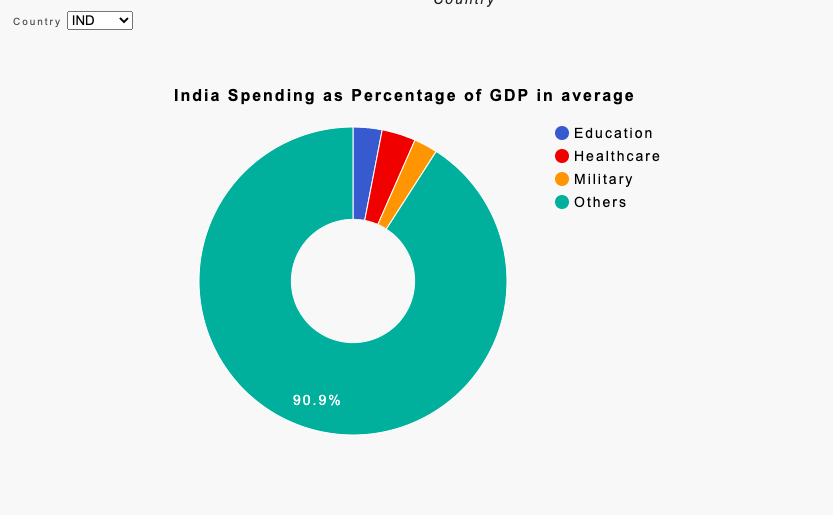 Country
Country IND
India Spending as Percentage of GDP in average
Education
Healthcare
Military
Others
90.9%